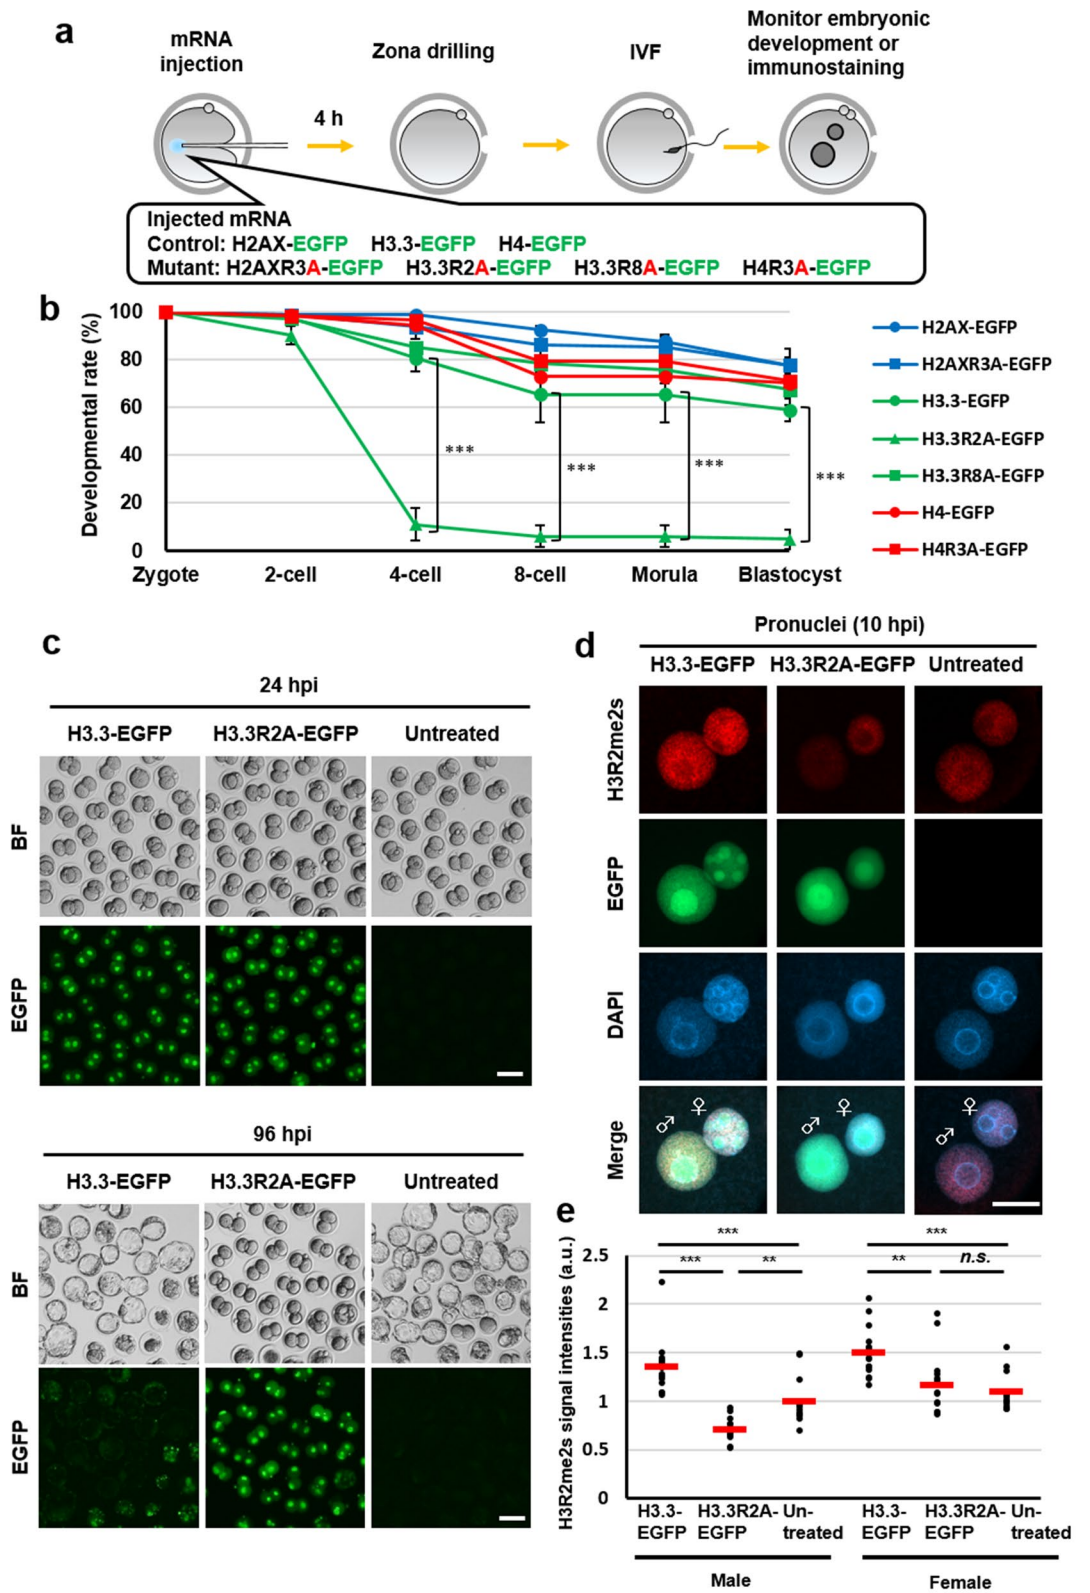 a
mRNA
injection
4 h
Zona drilling
IVF
Monitor embryonic
development or
immunostaining
Injected mRNA
Control: H2AX-EGFP H3.3-EGFP H4-EGFP
Mutant: H2AXR3A-EGFP H3.3R2A-EGFP H3.3R8A-EGFP H4R3A-EGFP
b
Developmental rate (%)
100
80
60
40
20
0
Zygote 2-cell 4-cell 8-cell Morula Blastocyst
***
***
***
***
H2AX-EGFP
H2AXR3A-EGFP
H3.3-EGFP
H3.3R2A-EGFP
H3.3R8A-EGFP
H4-EGFP
H4R3A-EGFP
c
24 hpi
H3.3-EGFP H3.3R2A-EGFP Untreated
BF
EGFP
96 hpi
H3.3-EGFP H3.3R2A-EGFP Untreated
BF
EGFP
d
Pronuclei (10 hpi)
H3.3-EGFP H3.3R2A-EGFP Untreated
H3R2me2s
EGFP
DAPI
Merge
♂ ♀ ♂ ♀ ♂ ♀
e
H3R2me2s signal intensities (a.u.)
2.5
2
1.5
1
0.5
0
*** ***
*** ** ** n.s.
H3.3-EGFP H3.3R2A-EGFP Un-treated H3.3-EGFP H3.3R2A-EGFP Un-treated
Male Female